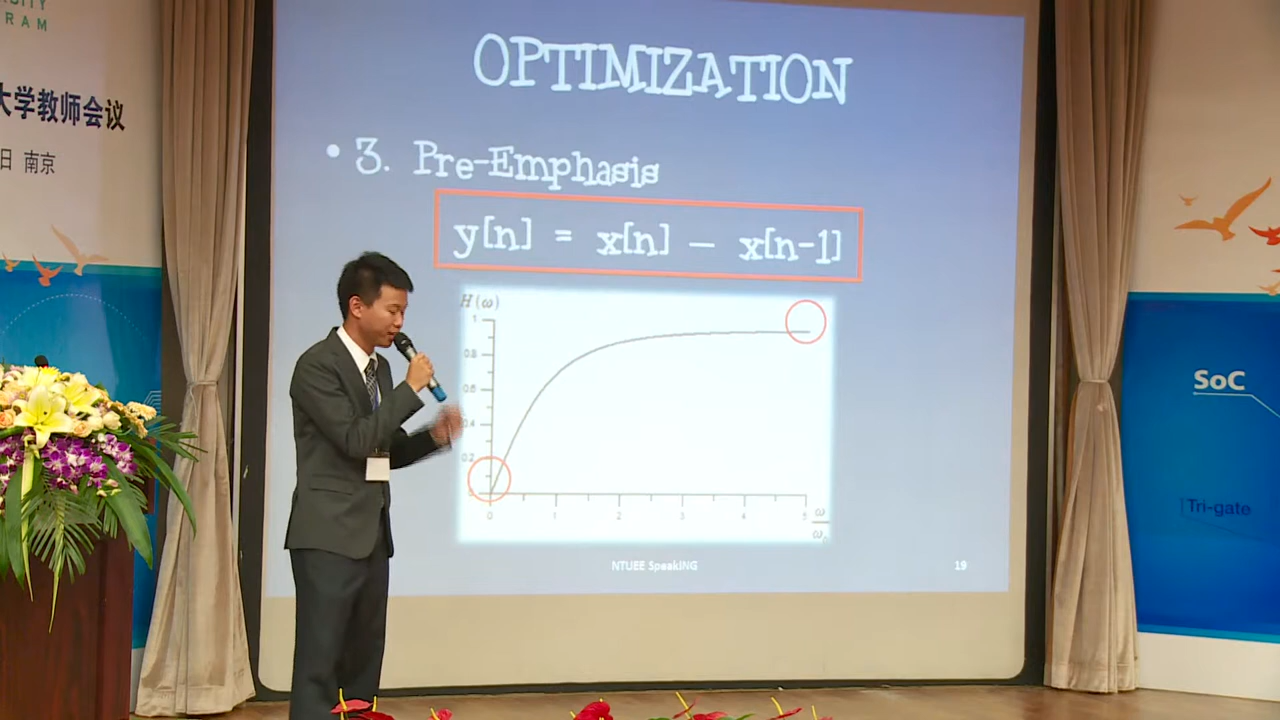 RAM
大学教师会议
日 南京
OPTIMIZATION
• 3. Pre-Emphasis
y[n] = x[n] – x[n-1]
H(ω)
1
0.8
0.6
0.4
0.2
0 1 2 3 4 5
ω
NTUEE SpeakING
19
SoC
Tri-gate